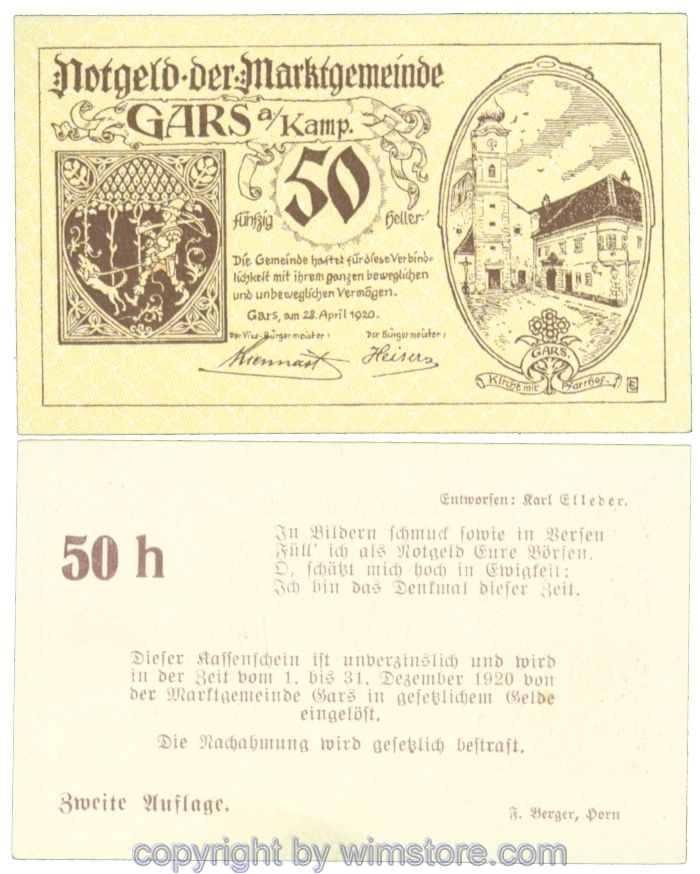 Notgeld·der·Marktgemeinde
GARS a/Kamp.
50
fünfzig Heller
Die Gemeinde haftet für diese Verbind-
lichkeit mit ihrem ganzen beweglichen
und unbeweglichen Vermögen.
Gars, am 28. April 1920.
Der Vize-Bürgermeister: Der Bürgermeister:
Kiennast Heisera
GARS.
Kirche mit Pfarrhof.
Entworfen: Karl Elleder.
50 h
In Bildern schmuck sowie in Versen
Füll' ich als Notgeld Eure Börsen.
O, schätzt mich hoch in Ewigkeit:
Ich bin das Denkmal dieser Zeit.
Dieser Kassenschein ist unverzinslich und wird
in der Zeit vom 1. bis 31. Dezember 1920 von
der Marktgemeinde Gars in gesetzlichem Gelde
eingelöst.
Die Nachahmung wird gesetzlich bestraft.
Zweite Auflage.
F. Berger, Horn
copyright by wimstore.com